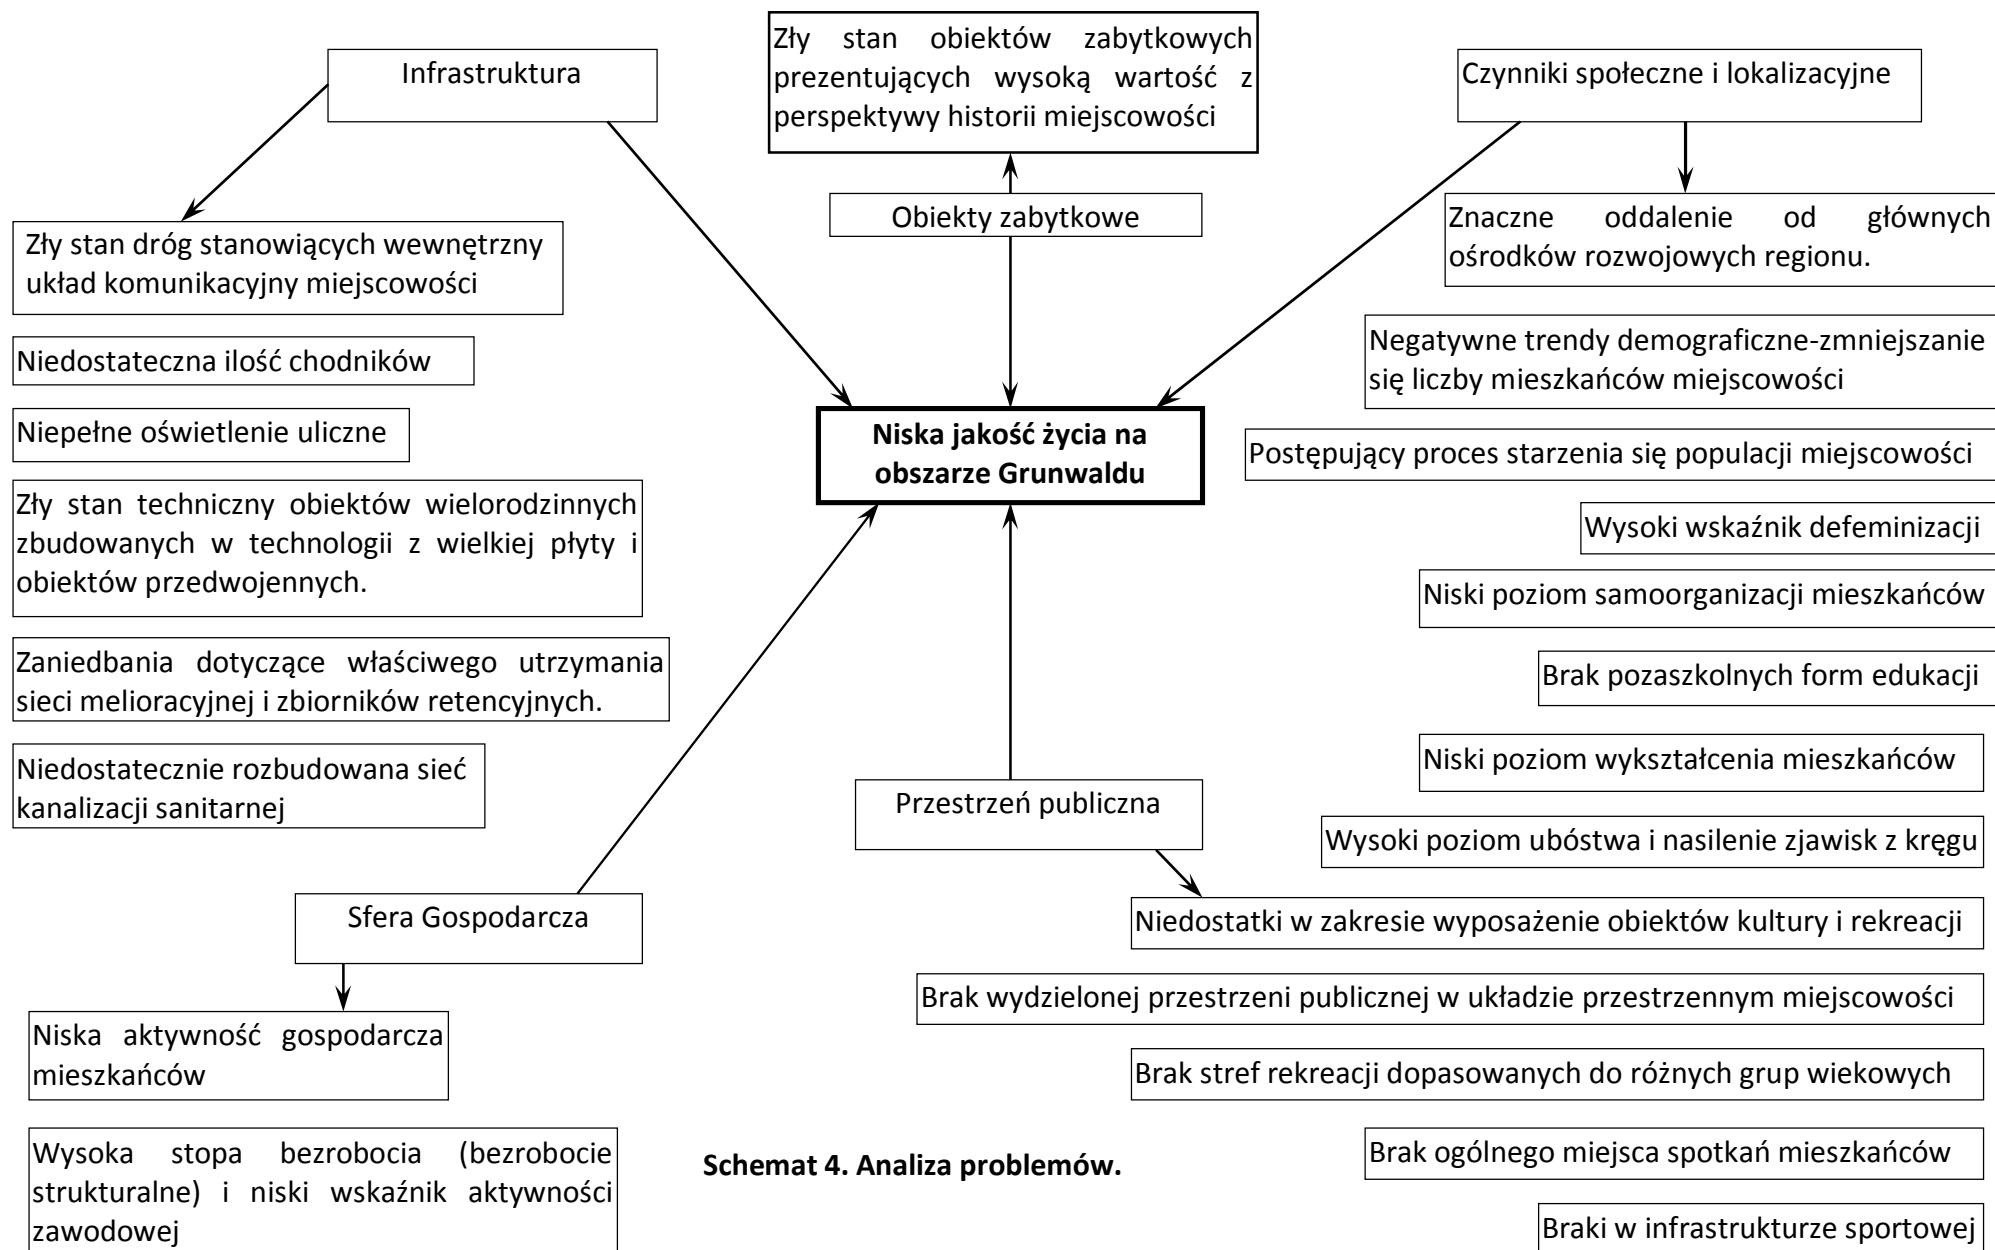 Infrastruktura
Zły stan dróg stanowiących wewnętrzny
układ komunikacyjny miejscowości
Niedostateczna ilość chodników
Niepełne oświetlenie uliczne
Zły stan techniczny obiektów wielorodzinnych
zbudowanych w technologii z wielkiej płyty i
obiektów przedwojennych.
Zaniedbania dotyczące właściwego utrzymania
sieci melioracyjnej i zbiorników retencyjnych.
Niedostatecznie rozbudowana sieć
kanalizacji sanitarnej
Sfera Gospodarcza
Niska aktywność gospodarcza
mieszkańców
Wysoka stopa bezrobocia (bezrobocie
strukturalne) i niski wskaźnik aktywności
zawodowej
Zły stan obiektów zabytkowych
prezentujących wysoką wartość z
perspektywy historii miejscowości
Obiekty zabytkowe
Niska jakość życia na
obszarze Grunwaldu
Przestrzeń publiczna
Czynniki społeczne i lokalizacyjne
Znaczne oddalenie od głównych
ośrodków rozwojowych regionu.
Negatywne trendy demograficzne-zmniejszanie
się liczby mieszkańców miejscowości
Postępujący proces starzenia się populacji miejscowości
Wysoki wskaźnik defeminizacji
Niski poziom samoorganizacji mieszkańców
Brak pozaszkolnych form edukacji
Niski poziom wykształcenia mieszkańców
Wysoki poziom ubóstwa i nasilenie zjawisk z kręgu
Niedostatki w zakresie wyposażenie obiektów kultury i rekreacji
Brak wydzielonej przestrzeni publicznej w układzie przestrzennym miejscowości
Brak stref rekreacji dopasowanych do różnych grup wiekowych
Brak ogólnego miejsca spotkań mieszkańców
Braki w infrastrukturze sportowej
Schemat 4. Analiza problemów.